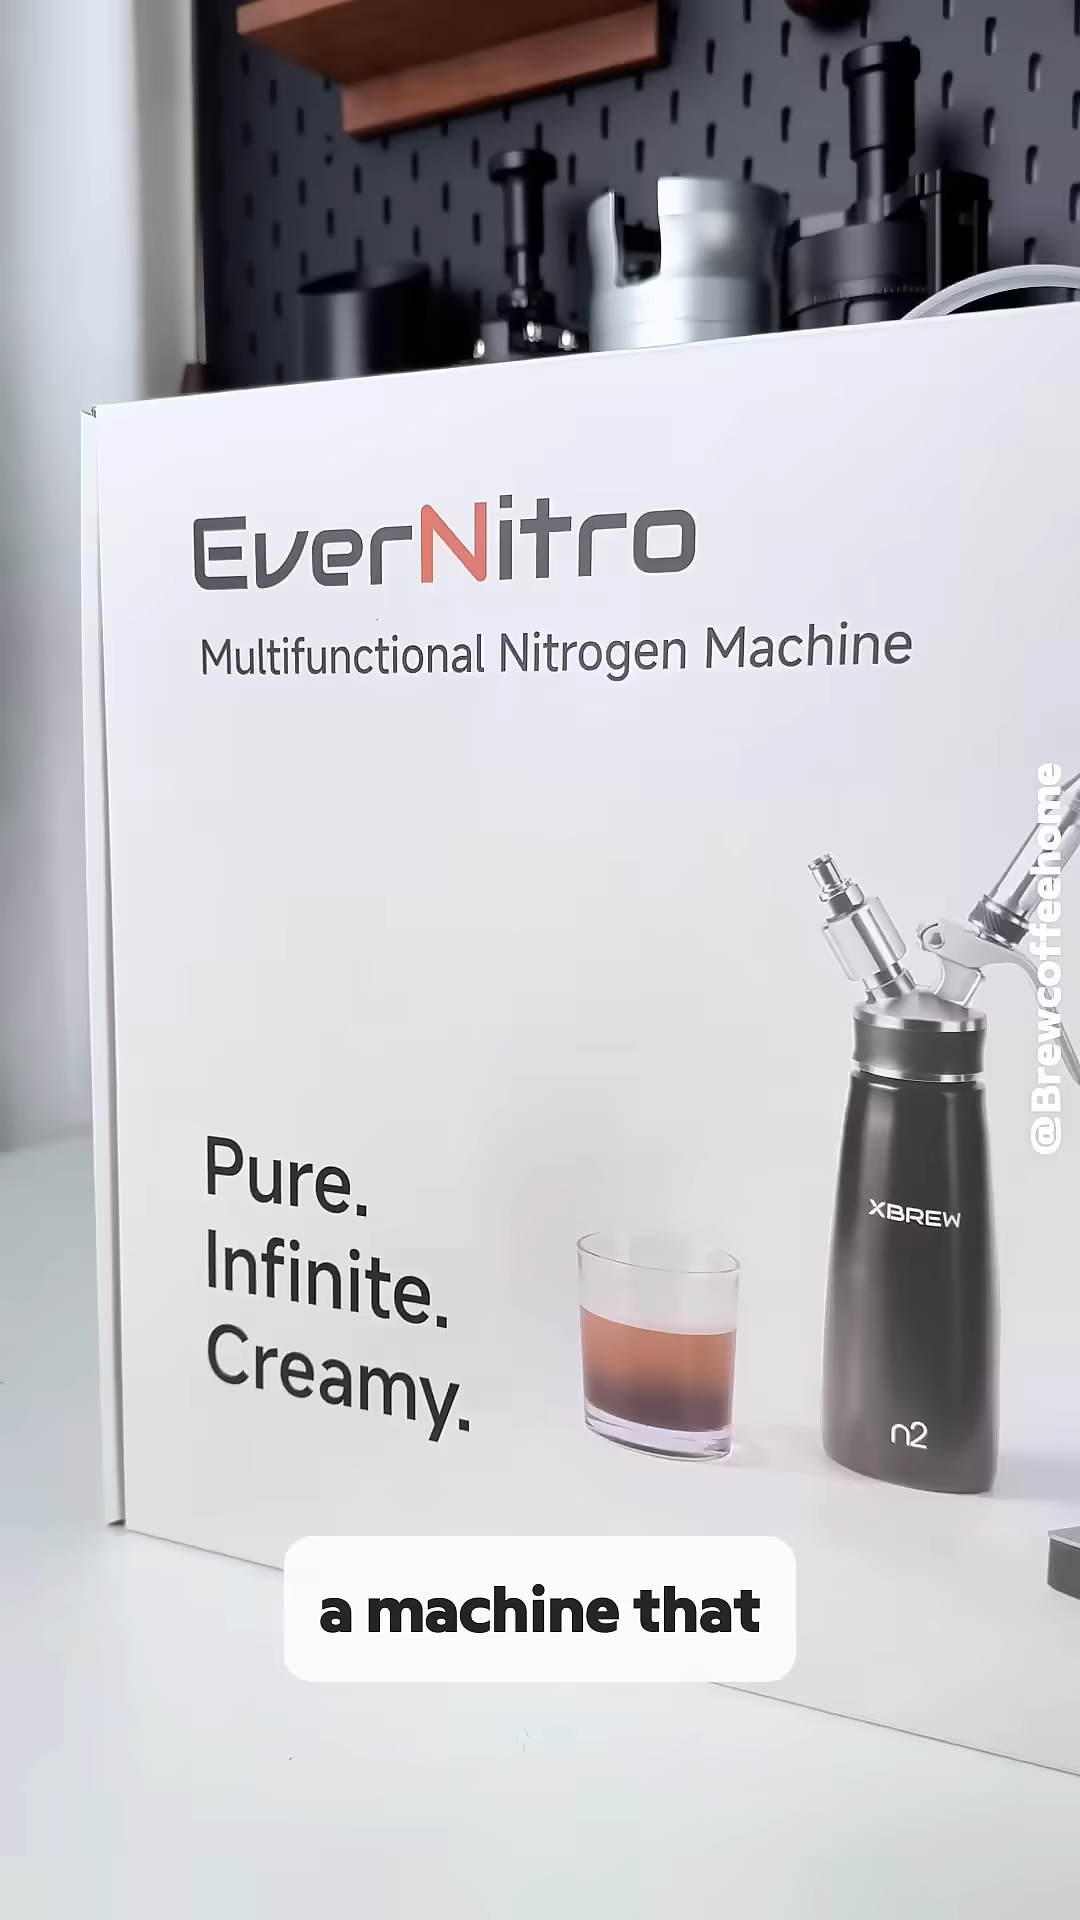 EverNitro
Multifunctional Nitrogen Machine
@Brewcoffeehome
Pure.
Infinite.
Creamy.
XBREW
n2
a machine that